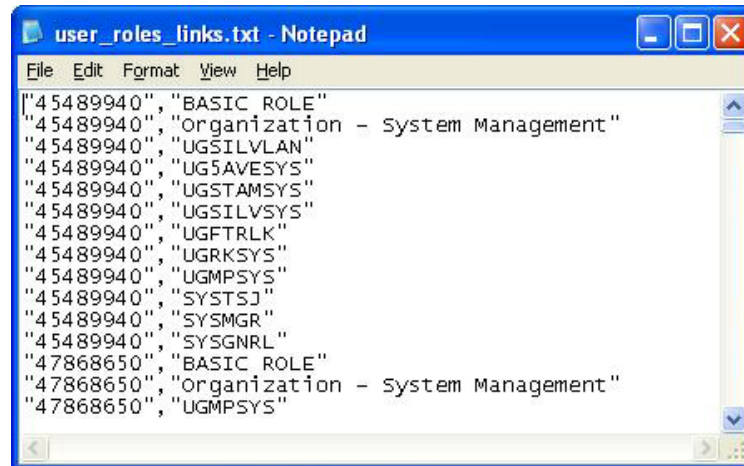 user_roles_links.txt - Notepad
File Edit Format View Help
"45489940","BASIC ROLE"
"45489940","Organization - System Management"
"45489940","UGSILVLAN"
"45489940","UG5AVESYS"
"45489940","UGSTAMSYS"
"45489940","UGSILVSYS"
"45489940","UGFTRLK"
"45489940","UGRKSYS"
"45489940","UGMPSYS"
"45489940","SYSTSJ"
"45489940","SYSMGR"
"45489940","SYSGNRL"
"47868650","BASIC ROLE"
"47868650","Organization - System Management"
"47868650","UGMPSYS"